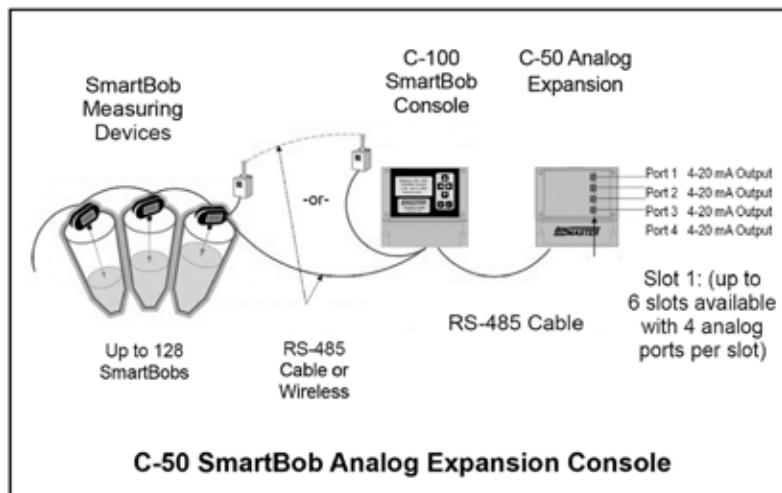 SmartBob
Measuring
Devices
C-100
SmartBob
Console
C-50 Analog
Expansion
-or-
Port 1 4-20 mA Output
Port 2 4-20 mA Output
Port 3 4-20 mA Output
Port 4 4-20 mA Output
Up to 128
SmartBobs
RS-485
Cable or
Wireless
RS-485 Cable
Slot 1: (up to
6 slots available
with 4 analog
ports per slot)
C-50 SmartBob Analog Expansion Console